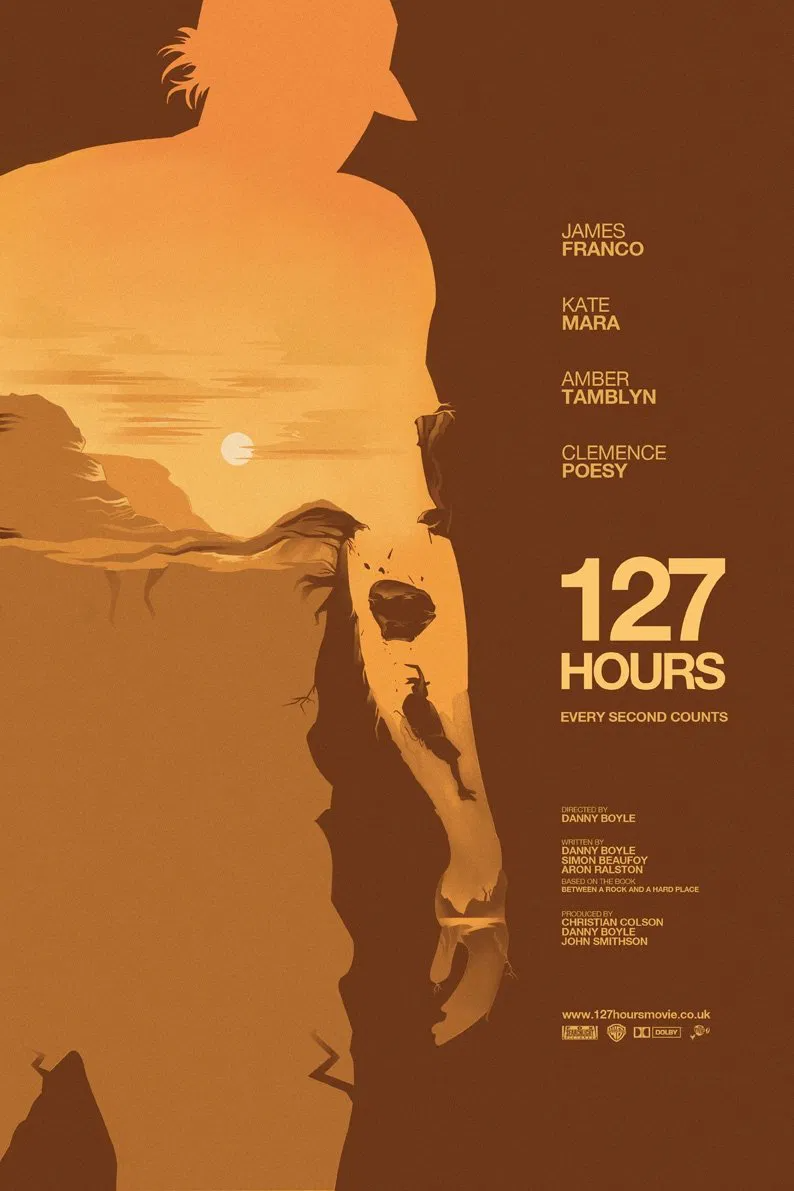 JAMES
FRANCO
KATE
MARA
AMBER
TAMBLYN
CLEMENCE
POESY
127
HOURS
EVERY SECOND COUNTS
DIRECTED BY
DANNY BOYLE
WRITTEN BY
DANNY BOYLE
SIMON BEAUFOY
ARON RALSTON
BASED ON THE BOOK
BETWEEN A ROCK AND A HARD PLACE
PRODUCED BY
CHRISTIAN COLSON
DANNY BOYLE
JOHN SMITHSON
www.127hoursmovie.co.uk
DOLBY